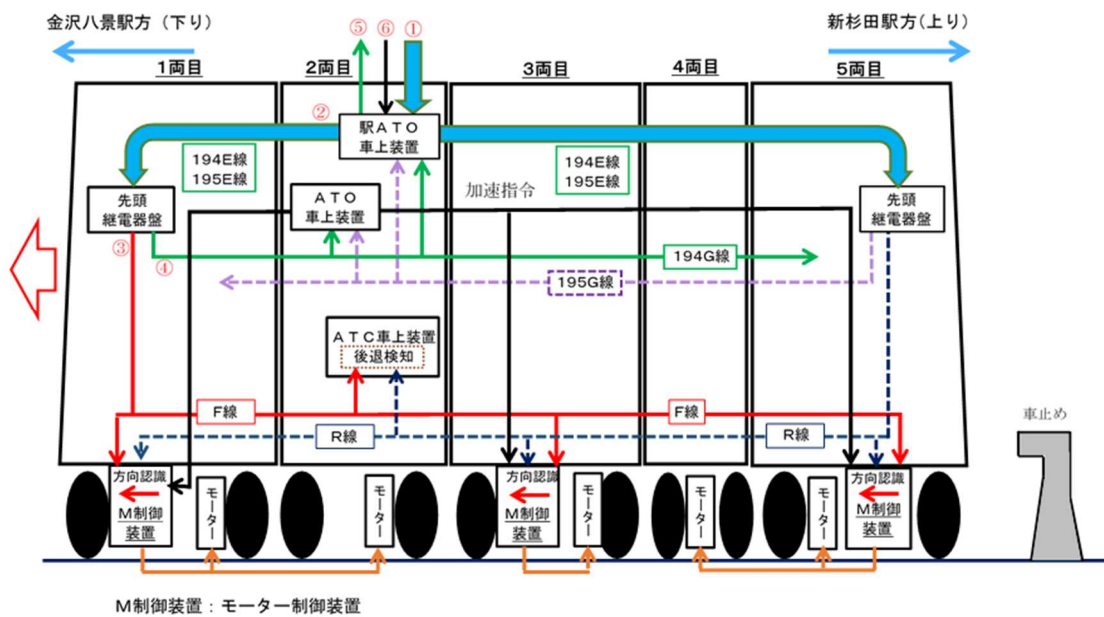 金沢八景駅方（下り）
新杉田駅方(上り)
⑤
⑥
①
1両目
2両目
3両目
4両目
5両目
②
駅ATO
車上装置
194E線
195E線
194E線
195E線
先頭
継電器盤
ATO
車上装置
加速指令
先頭
継電器盤
③
④
194G線
195G線
ATC車上装置
後退検知
F線
F線
R線
R線
車止め
方向認識
M制御
装置
モーター
モーター
方向認識
M制御
装置
モーター
モーター
モーター
方向認識
M制御
装置
M制御装置：モーター制御装置